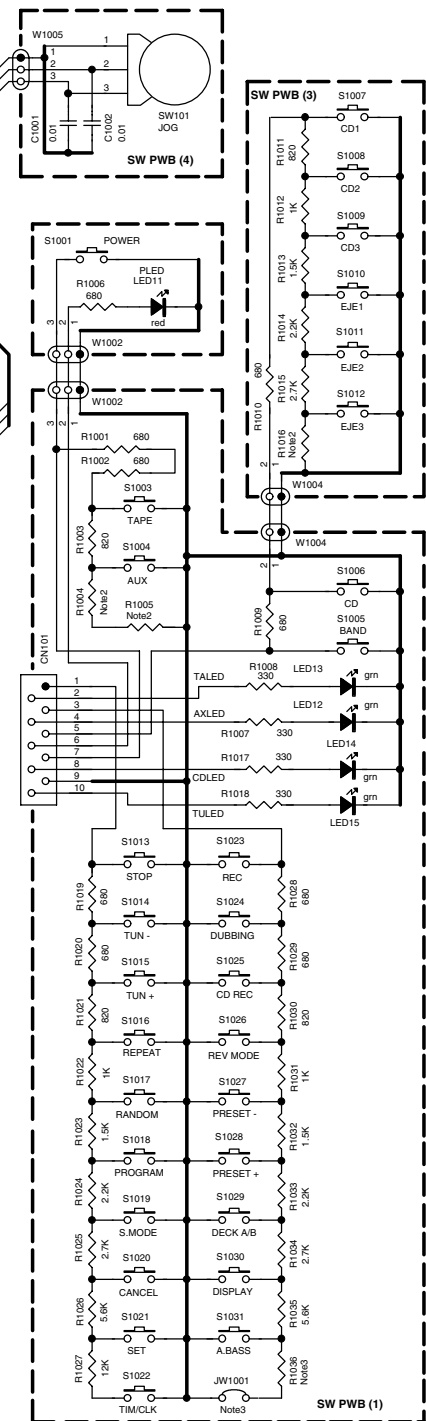 W1005
1
1
2
2
3
3
C1001
0.01
C1002
0.01
SW101
JOG
SW PWB (4)
SW PWB (3)
S1007
CD1
R1011
820
S1008
CD2
R1012
1K
S1009
CD3
R1013
1.5K
S1010
EJE1
R1014
2.2K
S1011
EJE2
R1015
2.7K
S1012
EJE3
R1016
Note2
680
R1010
2
1
W1004
S1001
POWER
PLED
LED11
R1006
680
red
3
2
1
W1002
W1002
3
2
1
R1001
680
R1002
680
S1003
TAPE
R1003
820
S1004
AUX
R1004
Note2
R1005
Note2
W1004
2
1
S1006
CD
R1009
680
S1005
BAND
CN101
1
2
3
4
5
6
7
8
9
10
TALED
R1008
330
LED13
grn
AXLED
R1007
330
LED12
grn
CDLED
R1017
330
LED14
grn
TULED
R1018
330
LED15
grn
S1013
STOP
S1023
REC
R1019
680
R1028
680
S1014
TUN -
S1024
DUBBING
R1020
680
R1029
680
S1015
TUN +
S1025
CD REC
R1021
820
R1030
820
S1016
REPEAT
S1026
REV MODE
R1022
1K
R1031
1K
S1017
RANDOM
S1027
PRESET -
R1023
1.5K
R1032
1.5K
S1018
PROGRAM
S1028
PRESET +
R1024
2.2K
R1033
2.2K
S1019
S.MODE
S1029
DECK A/B
R1025
2.7K
R1034
2.7K
S1020
CANCEL
S1030
DISPLAY
R1026
5.6K
R1035
5.6K
S1021
SET
S1031
A.BASS
R1027
12K
R1036
Note3
S1022
TIM/CLK
JW1001
Note3
SW PWB (1)